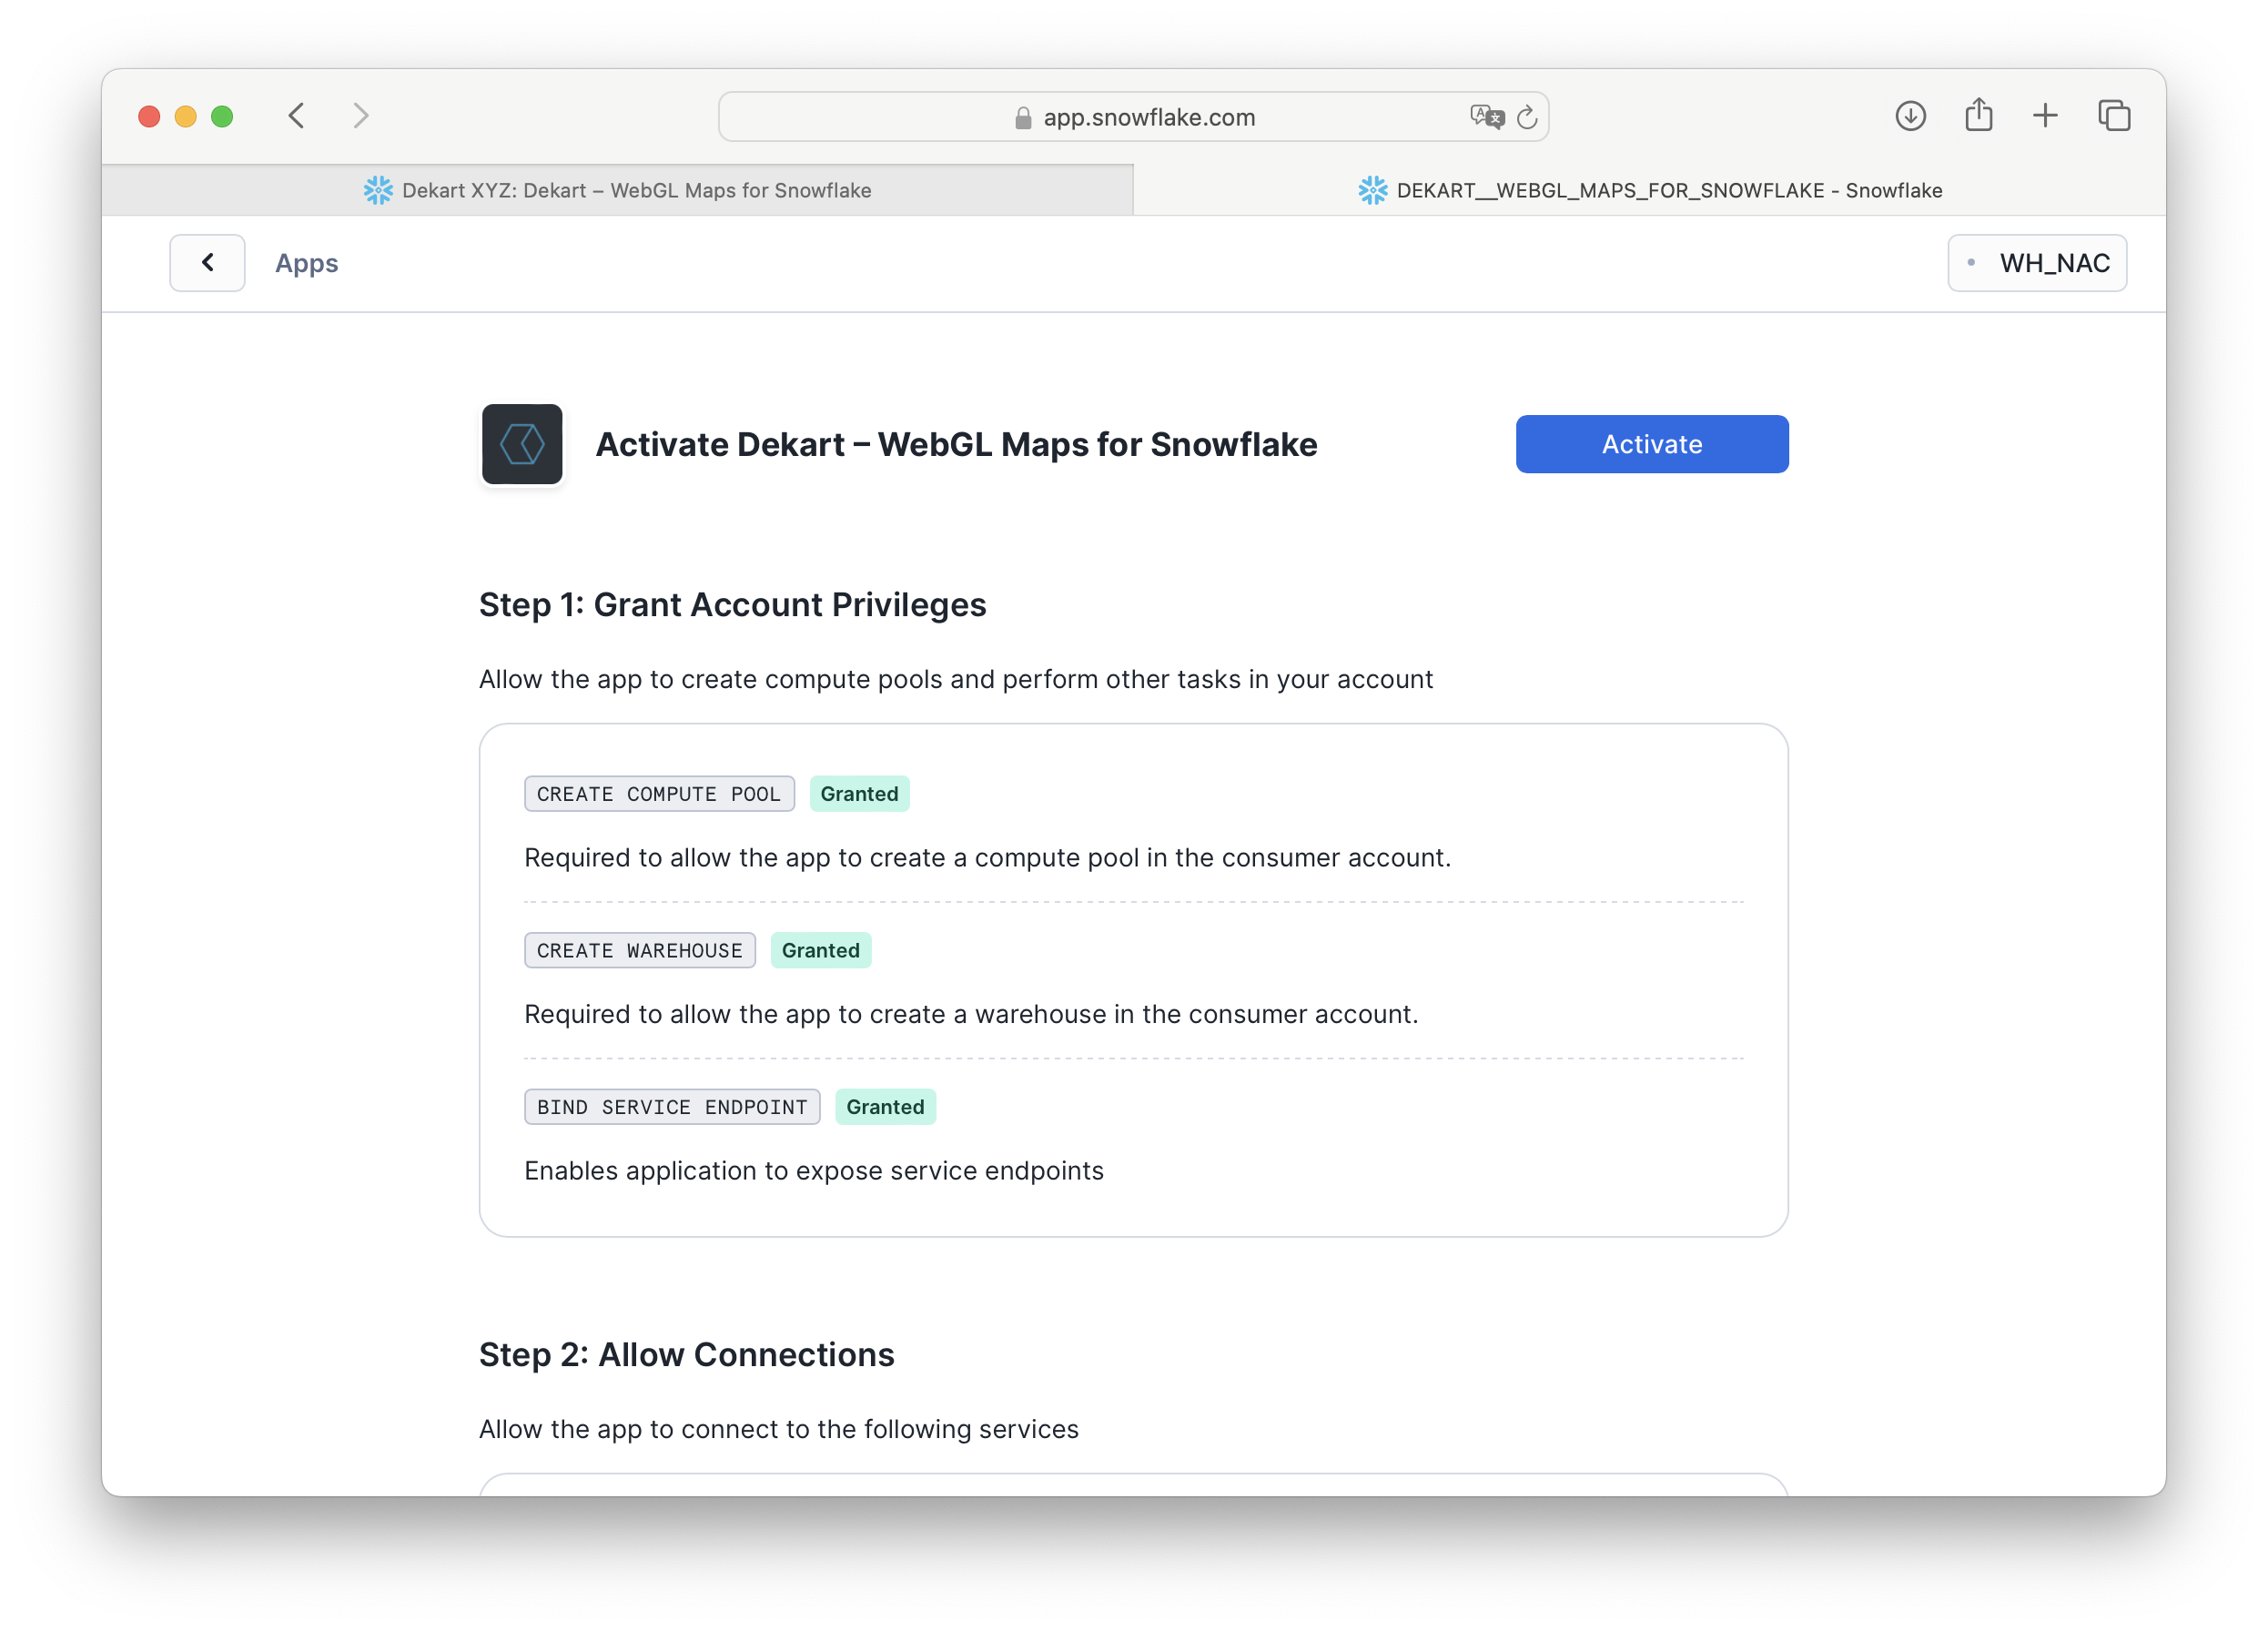 app.snowflake.com
Dekart XYZ: Dekart – WebGL Maps for Snowflake
DEKART__WEBGL_MAPS_FOR_SNOWFLAKE - Snowflake
Apps
WH_NAC
Activate Dekart – WebGL Maps for Snowflake
Activate
Step 1: Grant Account Privileges
Allow the app to create compute pools and perform other tasks in your account
CREATE COMPUTE POOL Granted
Required to allow the app to create a compute pool in the consumer account.
CREATE WAREHOUSE Granted
Required to allow the app to create a warehouse in the consumer account.
BIND SERVICE ENDPOINT Granted
Enables application to expose service endpoints
Step 2: Allow Connections
Allow the app to connect to the following services